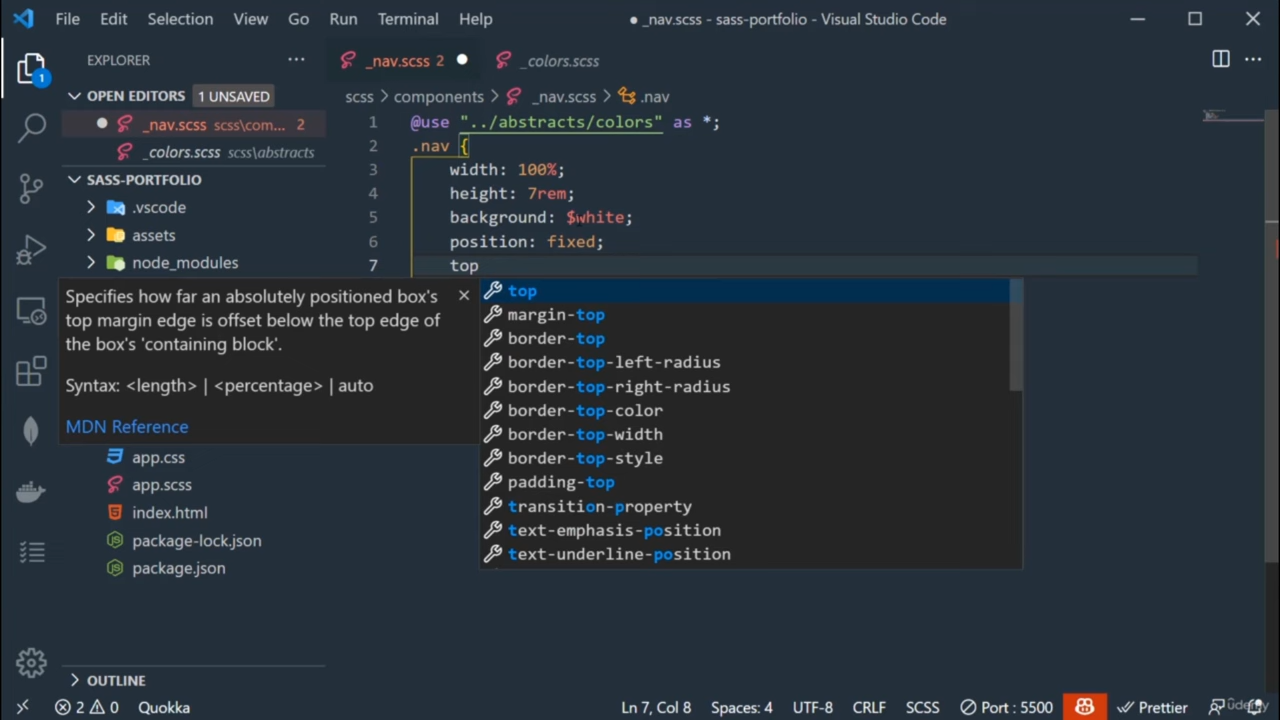 File Edit Selection View Go Run Terminal Help
● _nav.scss - sass-portfolio - Visual Studio Code
EXPLORER
_nav.scss 2
_colors.scss
OPEN EDITORS 1 UNSAVED
_nav.scss scss\com... 2
_colors.scss scss\abstracts
SASS-PORTFOLIO
.vscode
assets
node_modules
scss > components > _nav.scss > .nav
1 @use "../abstracts/colors" as *;
2 .nav {
3 width: 100%;
4 height: 7rem;
5 background: $white;
6 position: fixed;
7 top
Specifies how far an absolutely positioned box's
top margin edge is offset below the top edge of
the box's 'containing block'.
Syntax: <length> | <percentage> | auto
MDN Reference
top
margin-top
border-top
border-top-left-radius
border-top-right-radius
border-top-color
border-top-width
border-top-style
padding-top
transition-property
text-emphasis-position
text-underline-position
app.css
app.scss
index.html
package-lock.json
package.json
OUTLINE
1
2 0 Quokka
Ln 7, Col 8 Spaces: 4 UTF-8 CRLF SCSS Port : 5500 Prettier
udemy